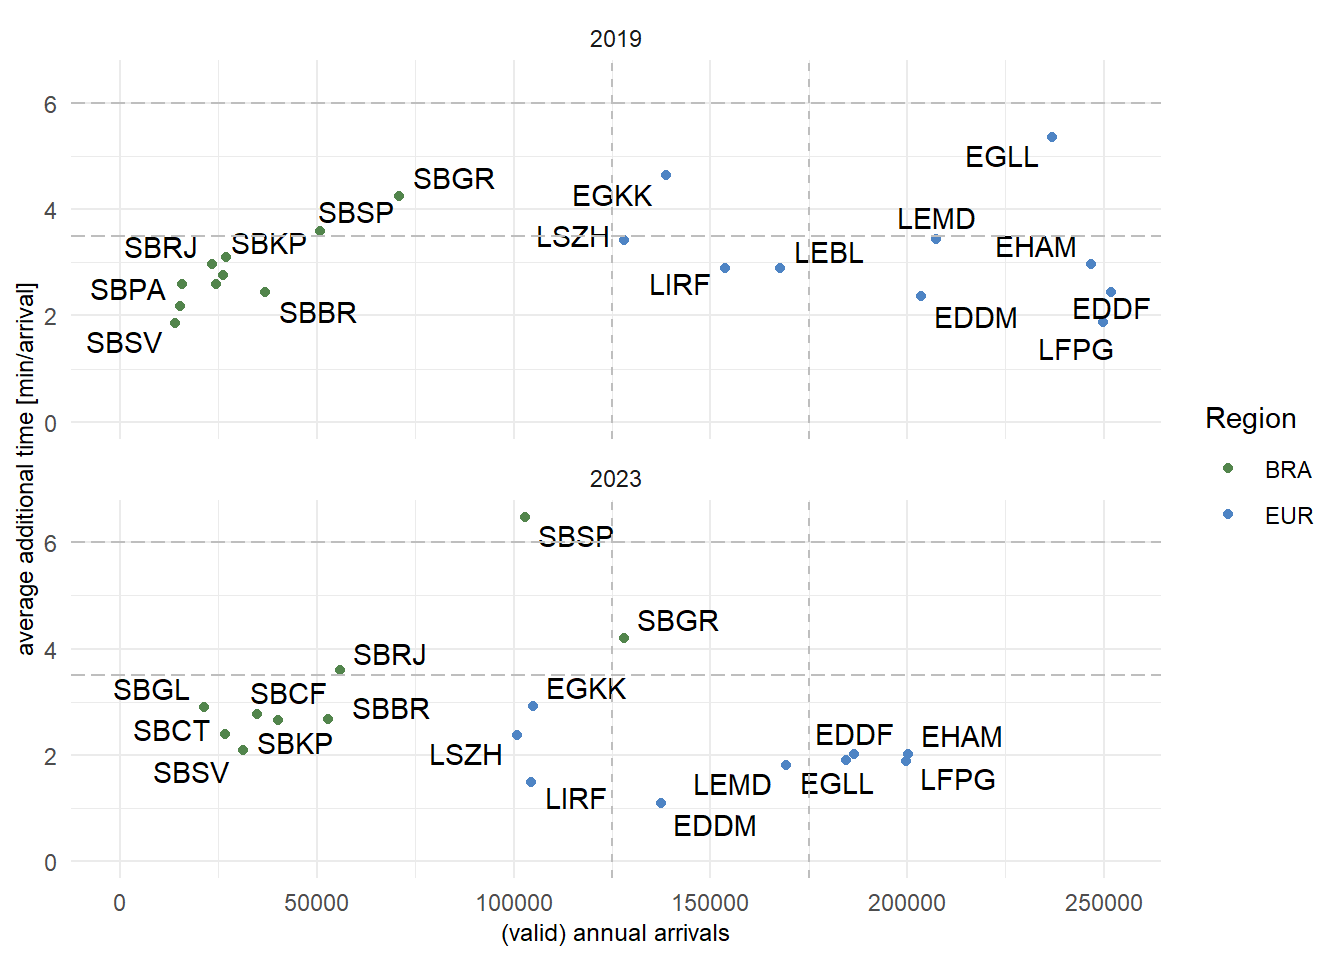 2019
6
4
2
0
EGLL
SBGR
EGKK
SBSP
LEMD
LSZH
SBRJ
SBKP
EHAM
LEBL
LIRF
SBPA
SBBR
EDDF
EDDM
SBSV
LFPG
average additional time [min/arrival]
2023
6
4
2
0
SBSP
SBGR
SBRJ
SBGL
SBCF
EGKK
SBBR
SBCT
SBKP
EDDF
EHAM
LSZH
SBSV
LEMD
EGLL
LFPG
LIRF
EDDM
0
50000
100000
150000
200000
250000
(valid) annual arrivals
Region
BRA
EUR